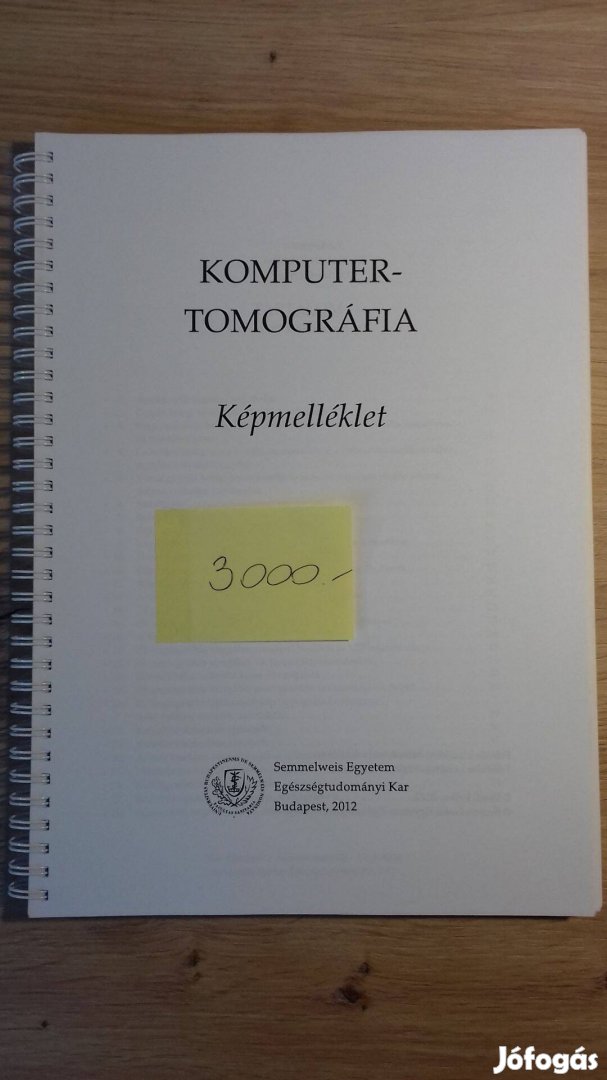 KOMPUTER-
TOMOGRÁFIA
Képmelléklet
3000.-
Semmelweis Egyetem
Egészségtudományi Kar
Budapest, 2012
Jófogás